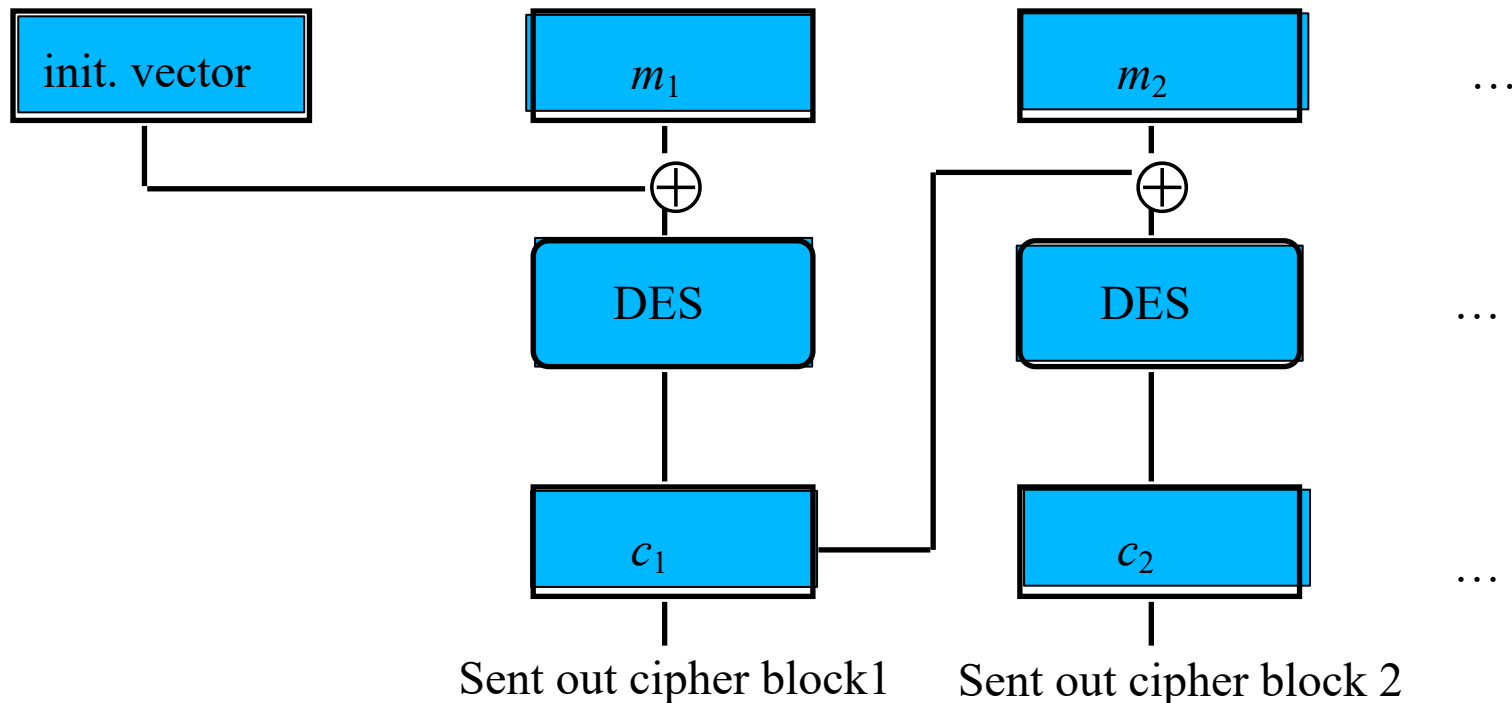 init. vector
m₁
m₂
…
DES
DES
…
c₁
c₂
…
Sent out cipher block1
Sent out cipher block 2